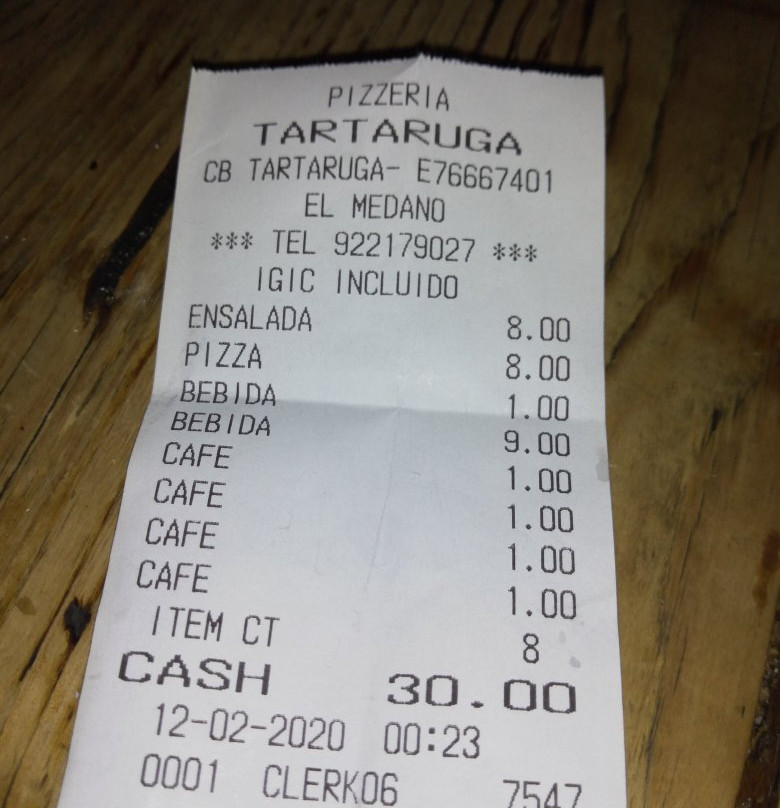 PIZZERIA
TARTARUGA
CB TARTARUGA- E76667401
EL MEDANO
*** TEL 922179027 ***
IGIC INCLUIDO
ENSALADA 8.00
PIZZA 8.00
BEBIDA 1.00
BEBIDA 9.00
CAFE 1.00
CAFE 1.00
CAFE 1.00
CAFE 1.00
ITEM CT 8
CASH 30.00
12-02-2020 00:23
0001 CLERK06 7547